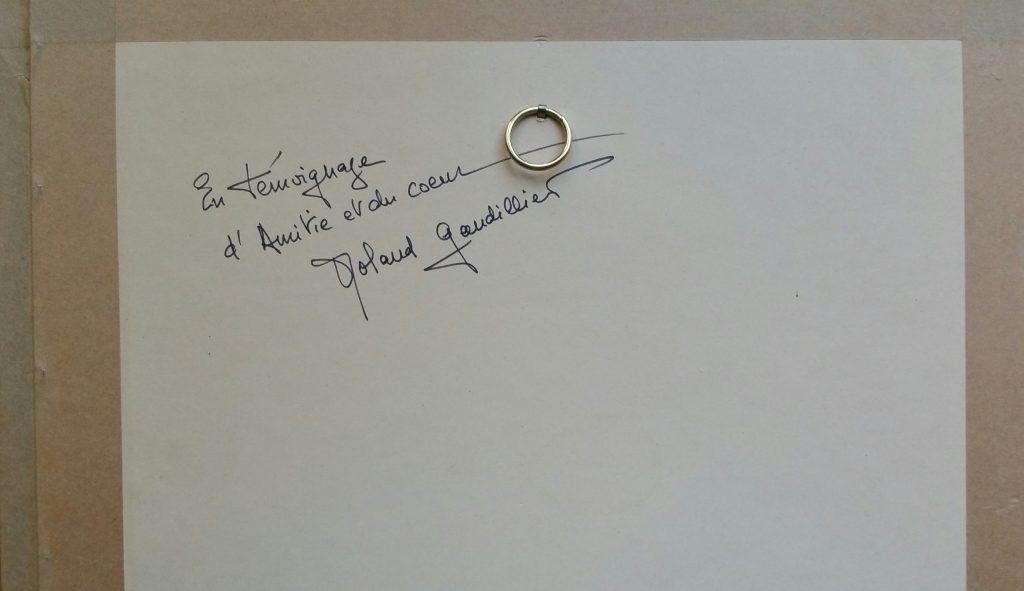 En témoignage
d'Amitié et du coeur
Roland Gaudillier